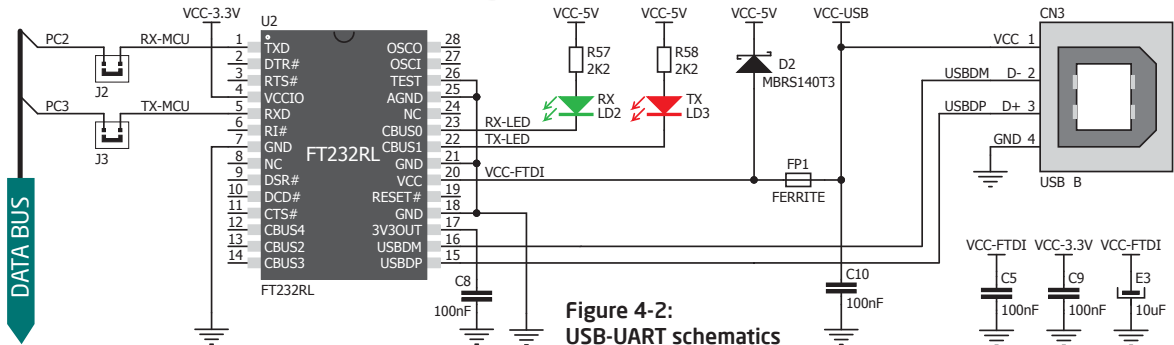 VCC-3.3V
VCC-5V
VCC-5V
VCC-5V
VCC-USB
CN3
U2
PC2
RX-MCU
J2
PC3
TX-MCU
J3
DATA BUS
1 TXD
2 DTR#
3 RTS#
4 VCCIO
5 RXD
6 RI#
7 GND
8 NC
9 DSR#
10 DCD#
11 CTS#
12 CBUS4
13 CBUS2
14 CBUS3
FT232RL
OSCO 28
OSCI 27
TEST 26
AGND 25
NC 24
CBUS0 23
CBUS1 22
GND 21
VCC 20
RESET# 19
GND 18
3V3OUT 17
USBDM 16
USBDP 15
FT232RL
R57
2K2
R58
2K2
RX
LD2
TX
LD3
RX-LED
TX-LED
VCC-FTDI
D2
MBRS140T3
FP1
FERRITE
VCC 1
USBDM D- 2
USBDP D+ 3
GND 4
USB B
C8
100nF
C10
100nF
VCC-FTDI
C5
100nF
VCC-3.3V
C9
100nF
VCC-FTDI
E3
10uF
Figure 4-2:
USB-UART schematics